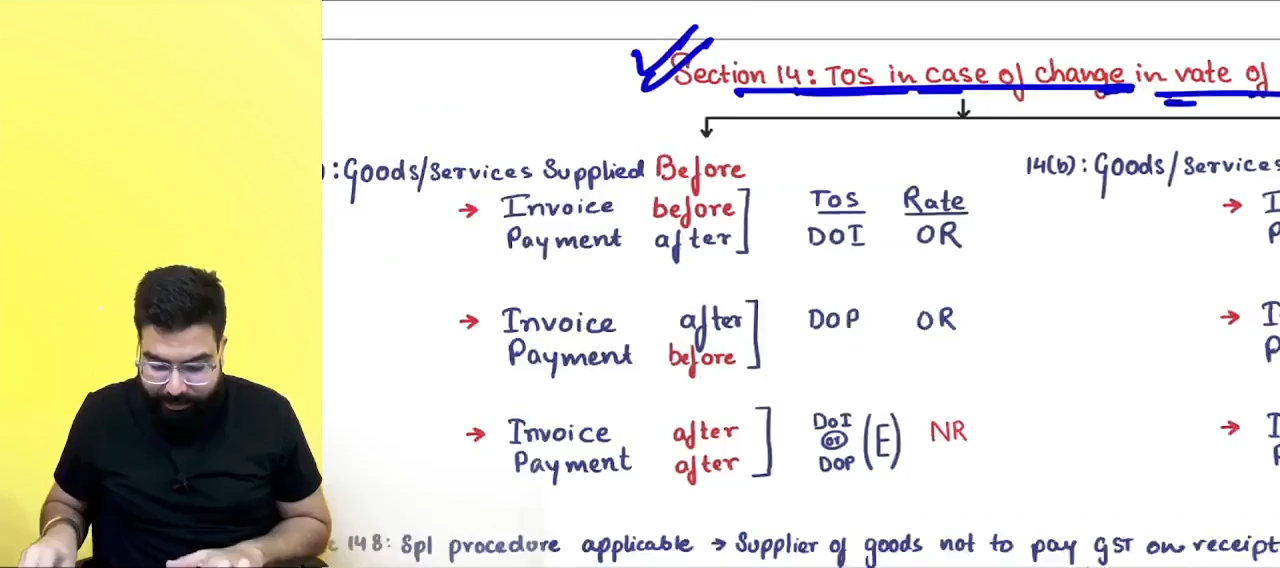 Section 14: TOS in case of change in rate of
): Goods/Services Supplied Before
14(b): Goods/Services
→ Invoice before
Payment after
TOS Rate
DOI OR
→ Invoice after
Payment before
DOP OR
→ Invoice after
Payment after
DOI
or
DOP
(E) NR
148: Spl procedure applicable → Supplier of goods not to pay GST on receipt